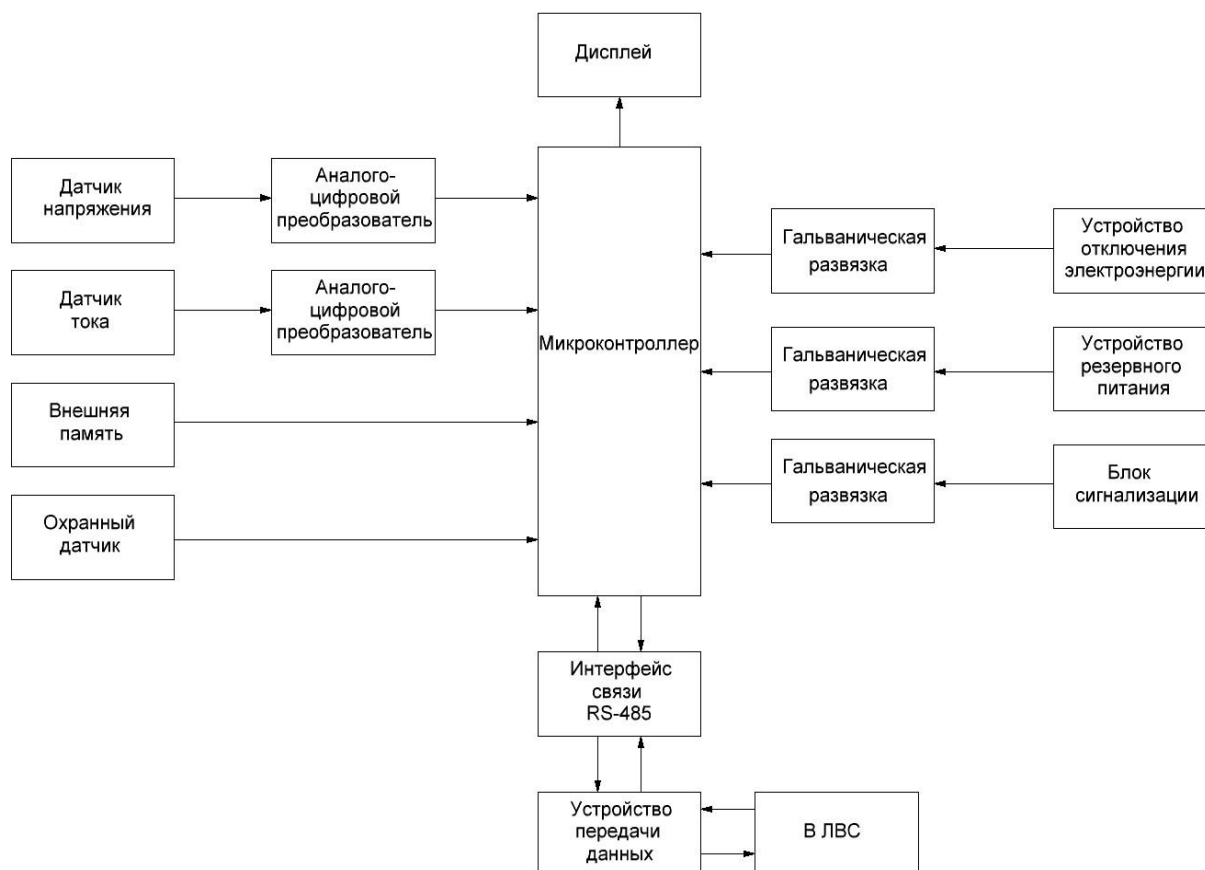 Дисплей
Датчик
напряжения
Аналого-
цифровой
преобразователь
Датчик
тока
Аналого-
цифровой
преобразователь
Внешняя
память
Охранный
датчик
Микроконтроллер
Гальваническая
развязка
Устройство
отключения
электроэнергии
Гальваническая
развязка
Устройство
резервного
питания
Гальваническая
развязка
Блок
сигнализации
Интерфейс
связи
RS-485
Устройство
передачи
данных
В ЛВС